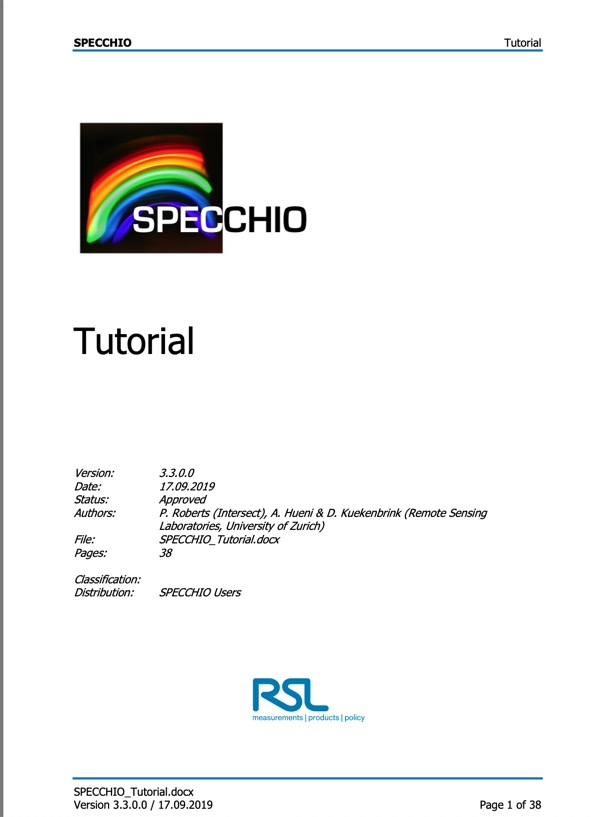 SPECCHIO Tutorial
SPECCHIO
Tutorial
Version: 3.3.0.0
Date: 17.09.2019
Status: Approved
Authors: P. Roberts (Intersect), A. Hueni & D. Kuekenbrink (Remote Sensing
Laboratories, University of Zurich)
File: SPECCHIO_Tutorial.docx
Pages: 38
Classification:
Distribution: SPECCHIO Users
RSL
measurements | products | policy
SPECCHIO_Tutorial.docx
Version 3.3.0.0 / 17.09.2019 Page 1 of 38